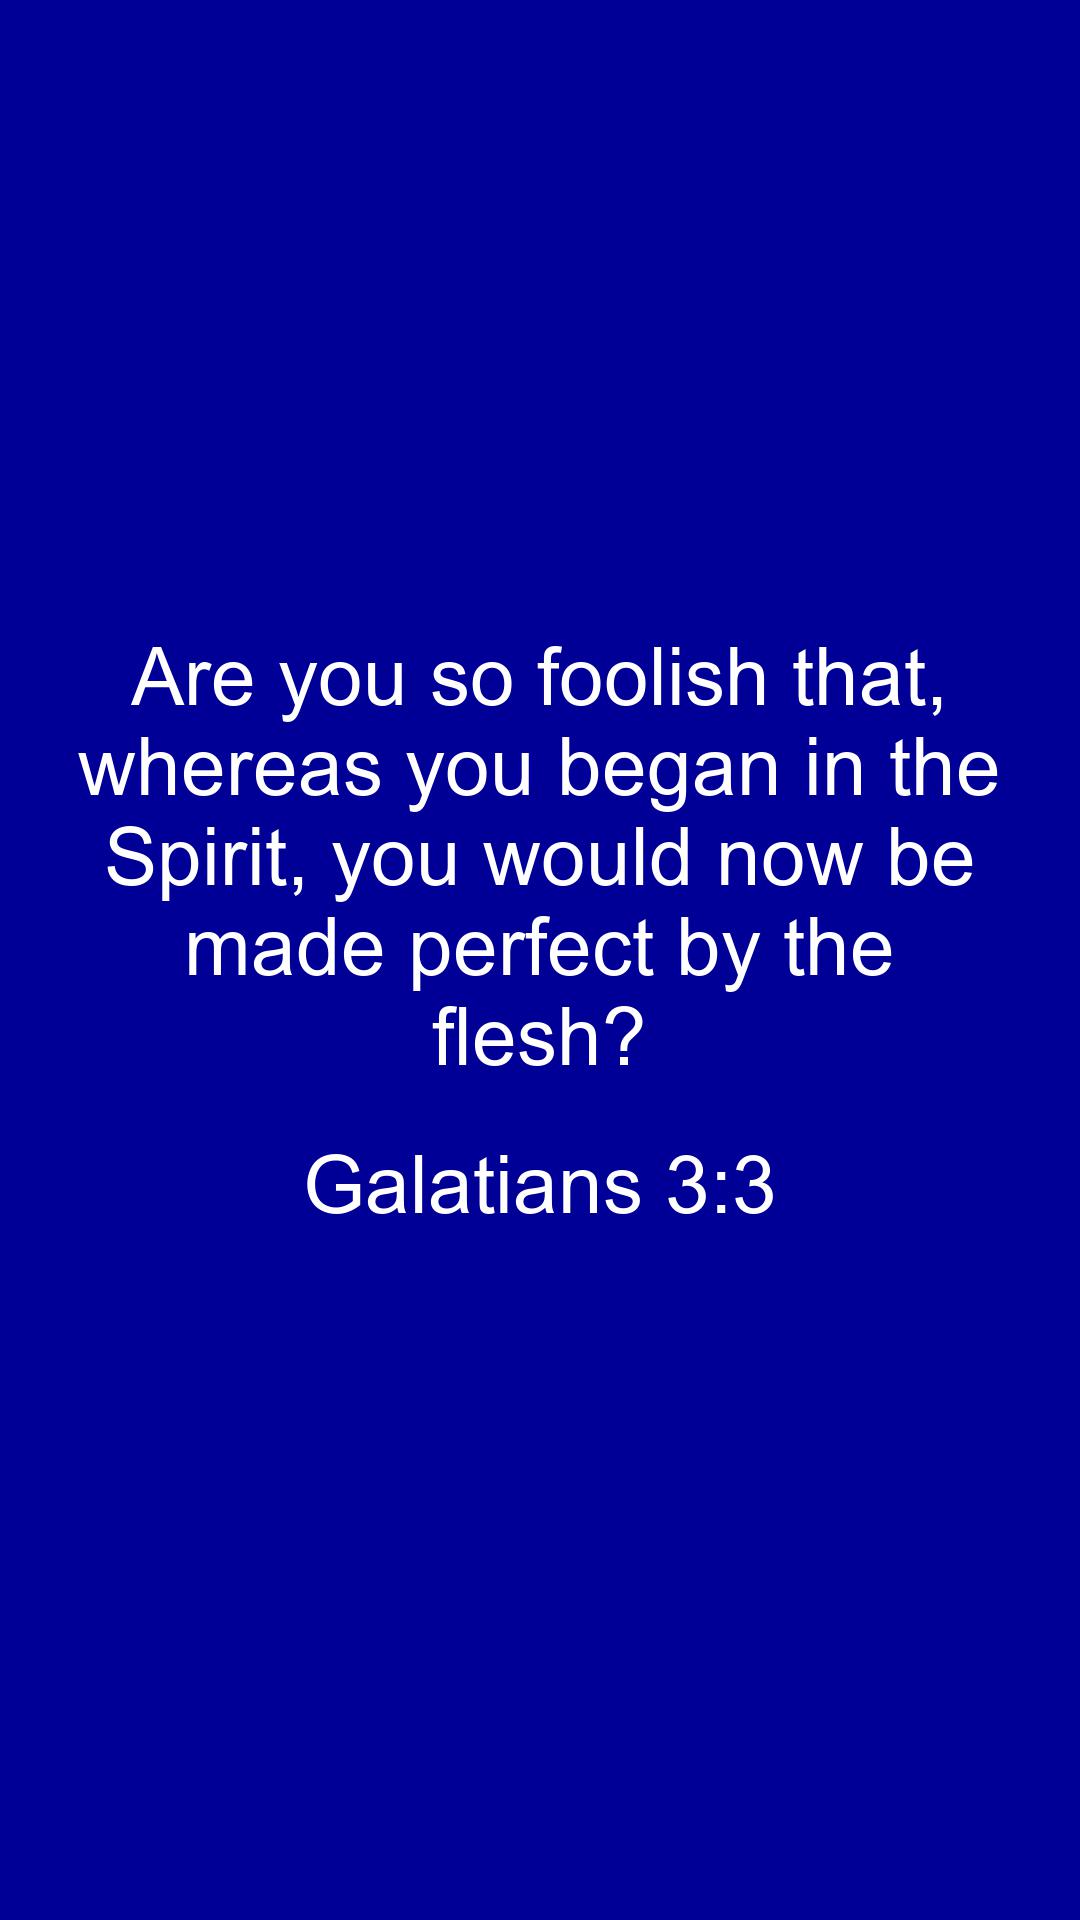 Are you so foolish that,
whereas you began in the
Spirit, you would now be
made perfect by the
flesh?
Galatians 3:3